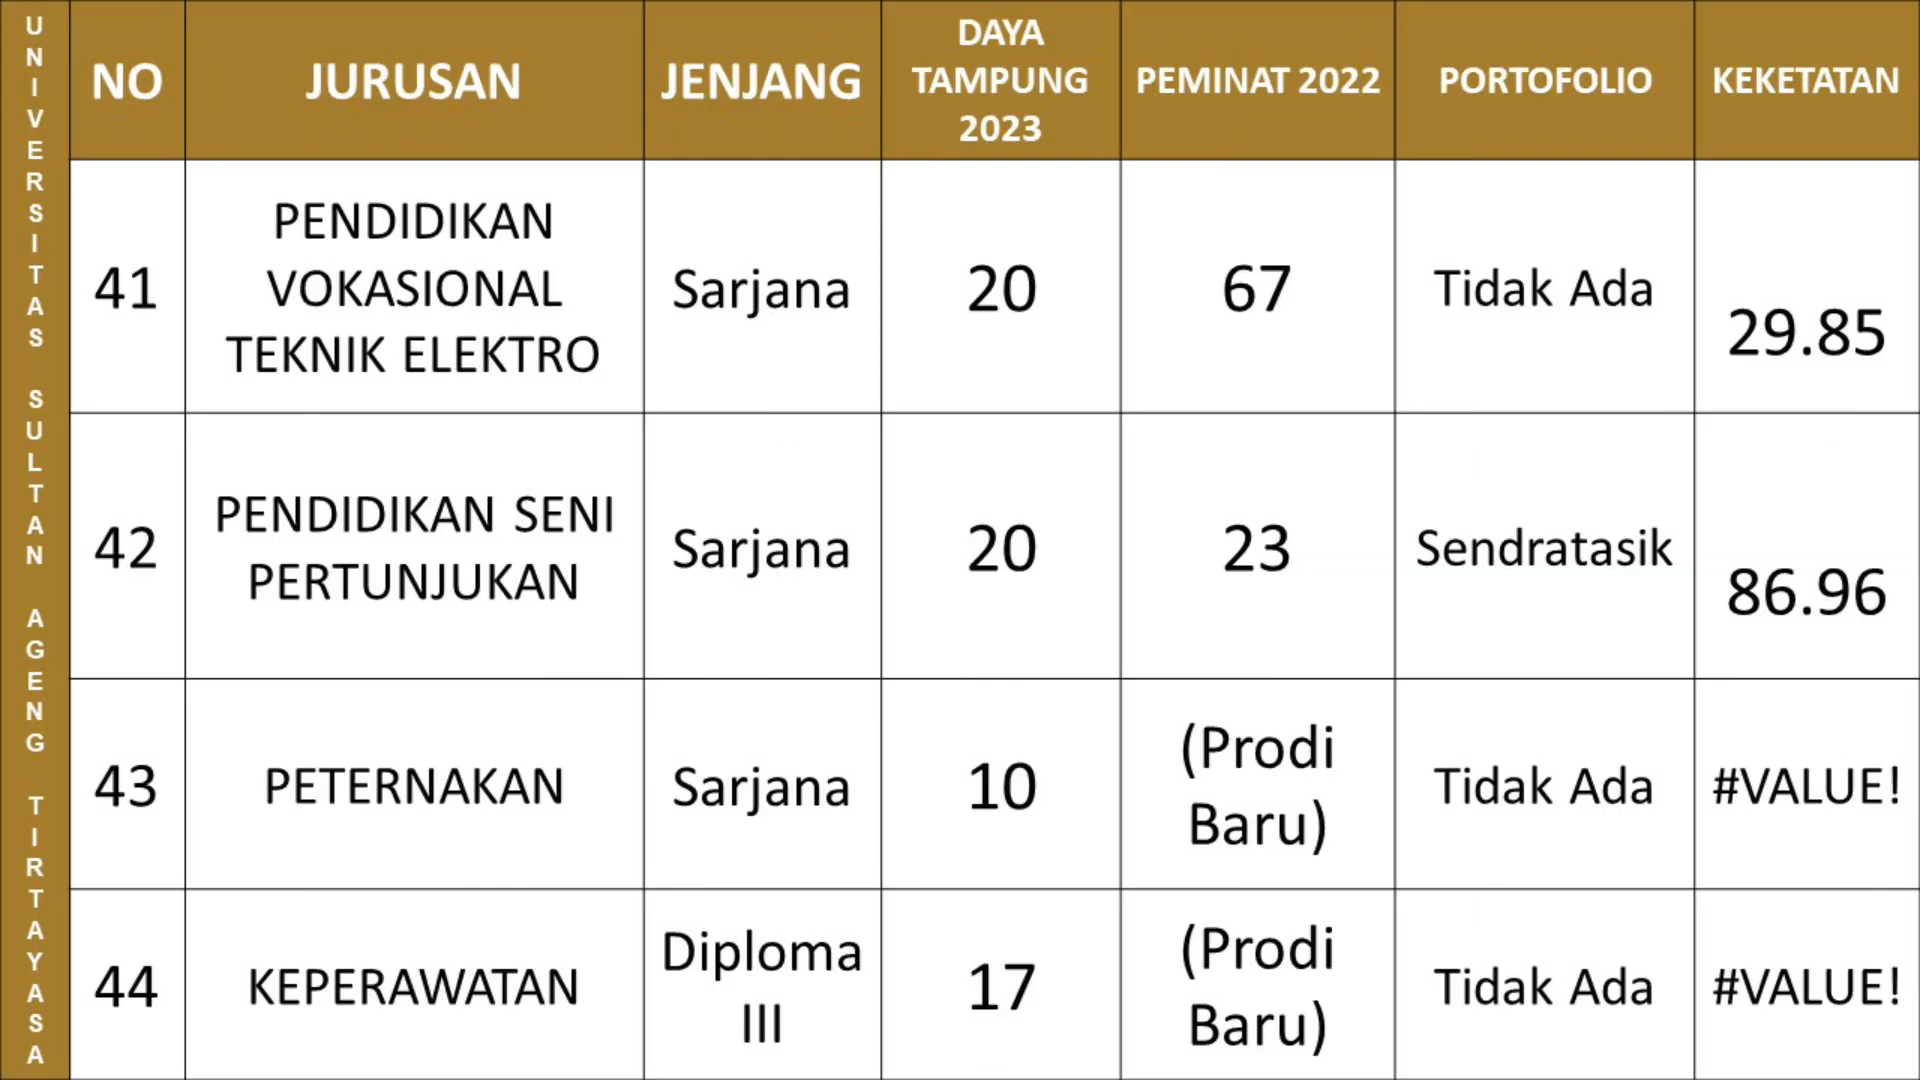 UNIVERSITAS SULTAN AGENG TIRTAYASA
NO
JURUSAN
JENJANG
DAYA
TAMPUNG
2023
PEMINAT 2022
PORTOFOLIO
KEKETATAN
41
PENDIDIKAN
VOKASIONAL
TEKNIK ELEKTRO
Sarjana
20
67
Tidak Ada
29.85
42
PENDIDIKAN SENI
PERTUNJUKAN
Sarjana
20
23
Sendratasik
86.96
43
PETERNAKAN
Sarjana
10
(Prodi
Baru)
Tidak Ada
#VALUE!
44
KEPERAWATAN
Diploma
III
17
(Prodi
Baru)
Tidak Ada
#VALUE!